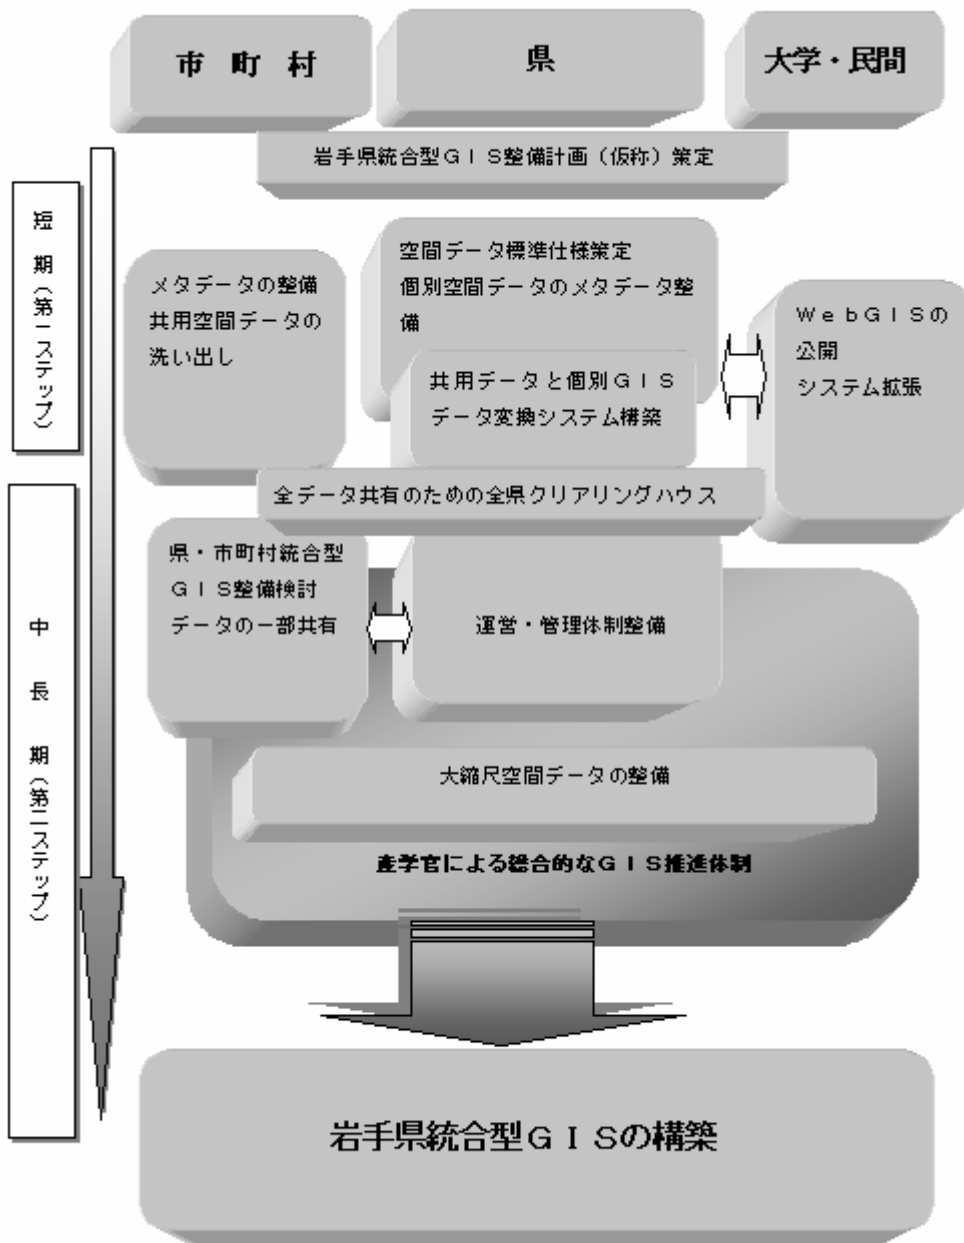 市 町 村
県
大学・民間
岩手県統合型ＧＩＳ整備計画（仮称）策定
短 期（第一ステップ）
メタデータの整備
共用空間データの
洗い出し
空間データ標準仕様策定
個別空間データのメタデータ整
備
共用データと個別ＧＩＳ
データ変換システム構築
ＷｅｂＧＩＳの
公開
システム拡張
全データ共有のための全県クリアリングハウス
中 長 期（第二ステップ）
県・市町村統合型
ＧＩＳ整備検討
データの一部共有
運営・管理体制整備
大縮尺空間データの整備
産学官による総合的なＧＩＳ推進体制
岩手県統合型ＧＩＳの構築